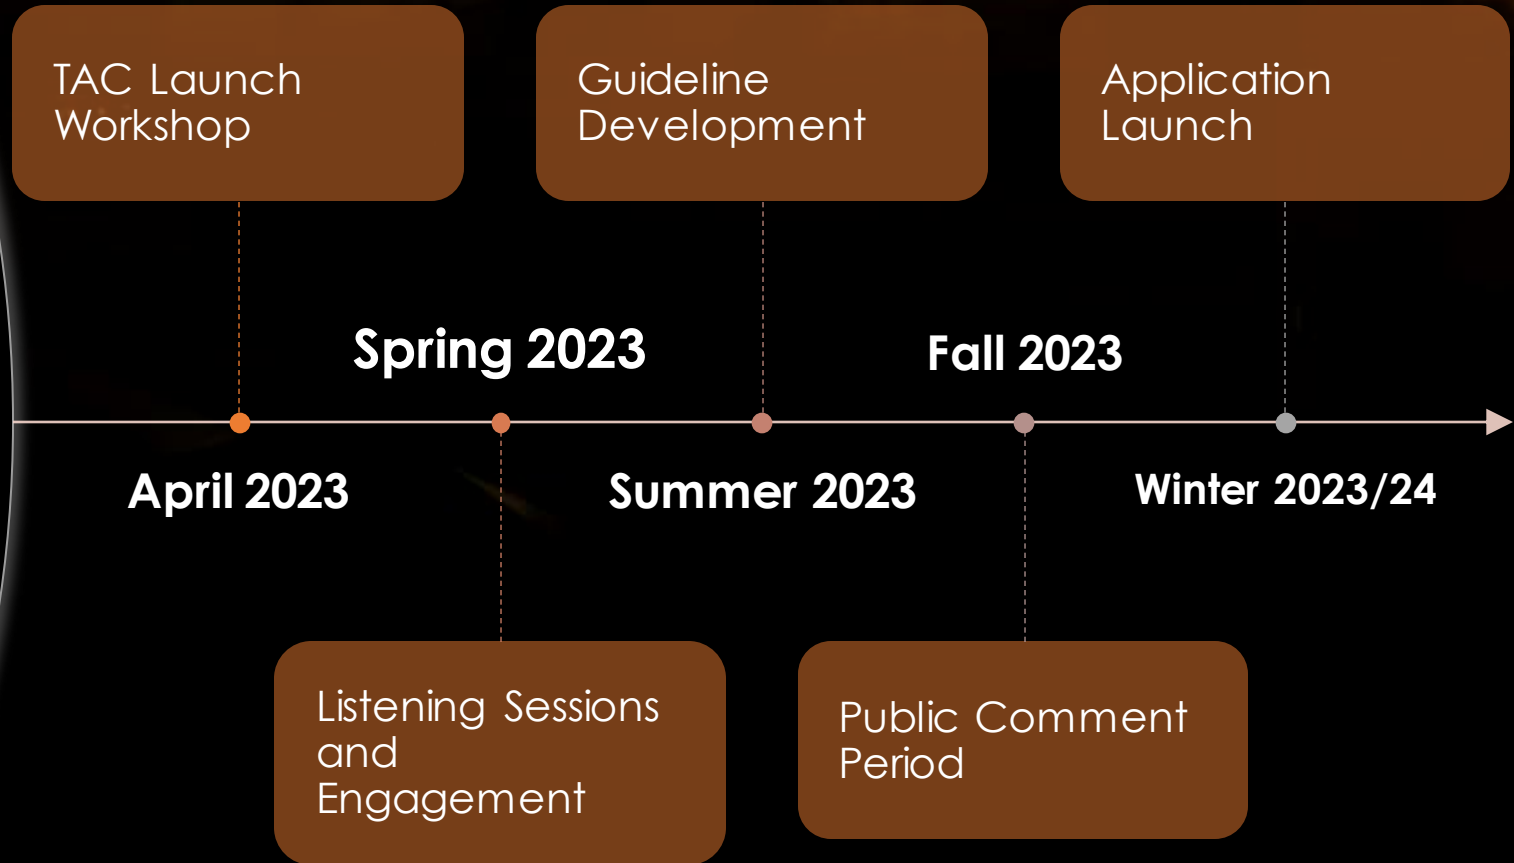 TAC Launch
Workshop
Guideline
Development
Application
Launch
Spring 2023
Fall 2023
April 2023
Summer 2023
Winter 2023/24
Listening Sessions
and
Engagement
Public Comment
Period